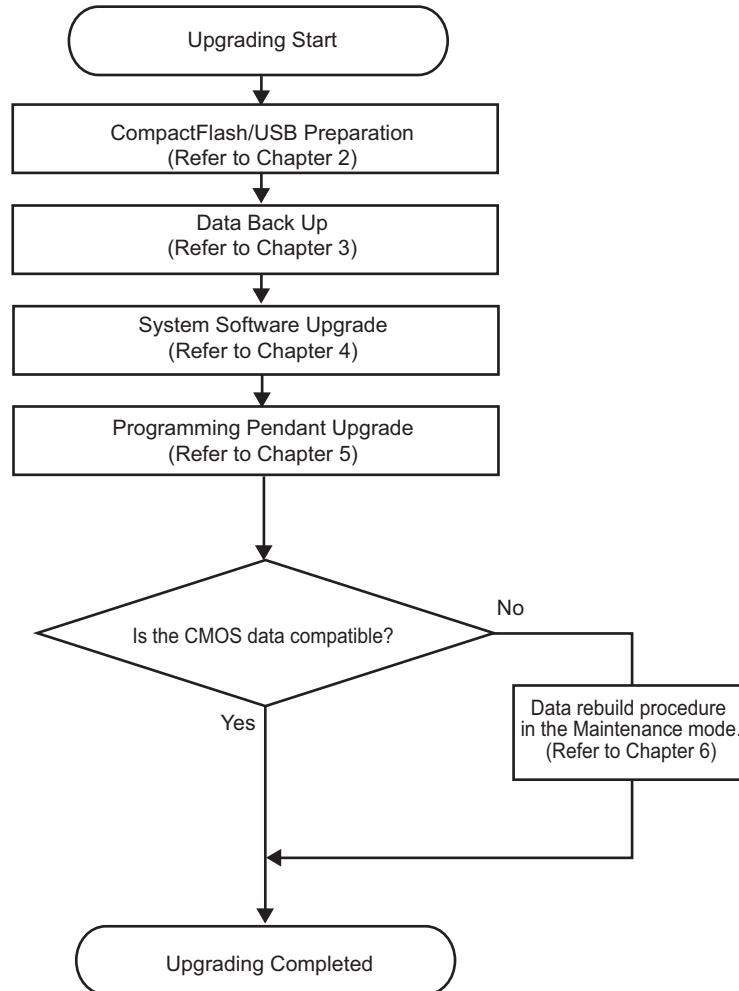 Upgrading Start
CompactFlash/USB Preparation
(Refer to Chapter 2)
Data Back Up
(Refer to Chapter 3)
System Software Upgrade
(Refer to Chapter 4)
Programming Pendant Upgrade
(Refer to Chapter 5)
Is the CMOS data compatible?
No
Yes
Data rebuild procedure
in the Maintenance mode.
(Refer to Chapter 6)
Upgrading Completed